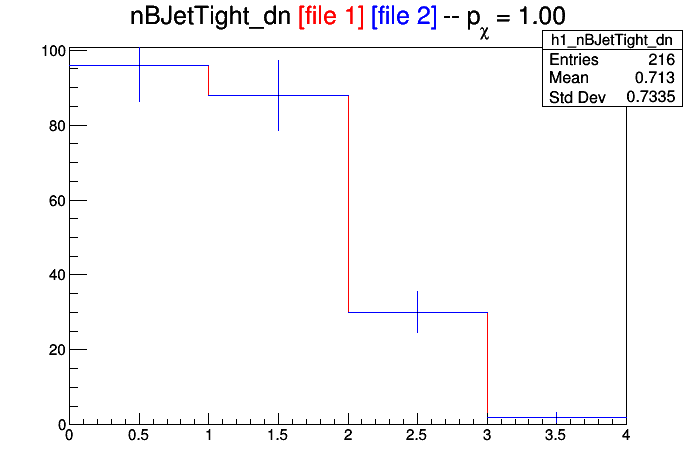 nBJetTight_dn [file 1] [file 2] -- pχ = 1.00
h1_nBJetTight_dn
Entries 216
Mean 0.713
Std Dev 0.7335
100
80
60
40
20
0
0 0.5 1 1.5 2 2.5 3 3.5 4